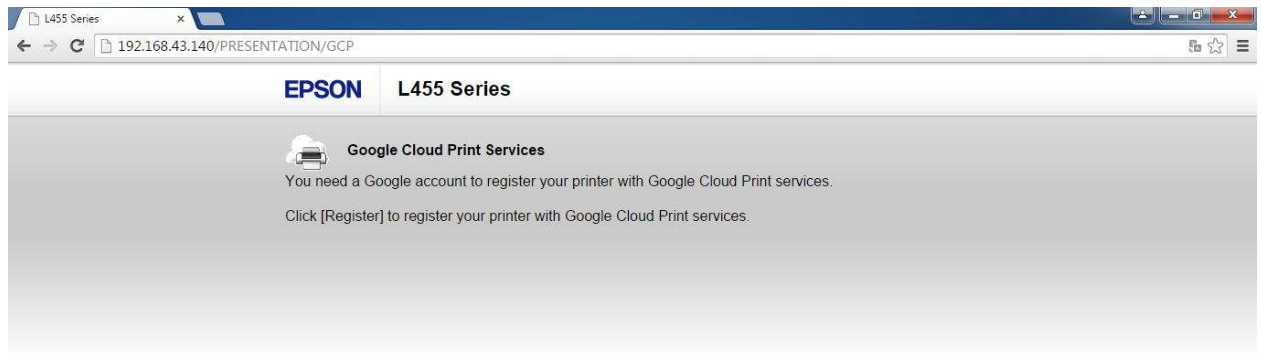 L455 Series
192.168.43.140/PRESENTATION/GCP
EPSON L455 Series
Google Cloud Print Services
You need a Google account to register your printer with Google Cloud Print services.
Click [Register] to register your printer with Google Cloud Print services.